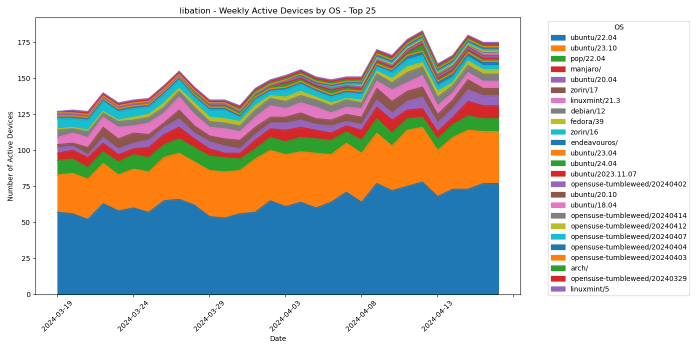 libation - Weekly Active Devices by OS - Top 25
Number of Active Devices
175
150
125
100
75
50
25
0
2024-03-19
2024-03-24
2024-03-29
2024-04-03
2024-04-08
2024-04-13
Date
OS
ubuntu/22.04
ubuntu/23.10
pop/22.04
manjaro/
ubuntu/20.04
zorin/17
linuxmint/21.3
debian/12
fedora/39
zorin/16
endeavouros/
ubuntu/23.04
ubuntu/24.04
ubuntu/2023.11.07
opensuse-tumbleweed/20240402
ubuntu/20.10
ubuntu/18.04
opensuse-tumbleweed/20240414
opensuse-tumbleweed/20240412
opensuse-tumbleweed/20240407
opensuse-tumbleweed/20240404
opensuse-tumbleweed/20240403
arch/
opensuse-tumbleweed/20240329
linuxmint/5